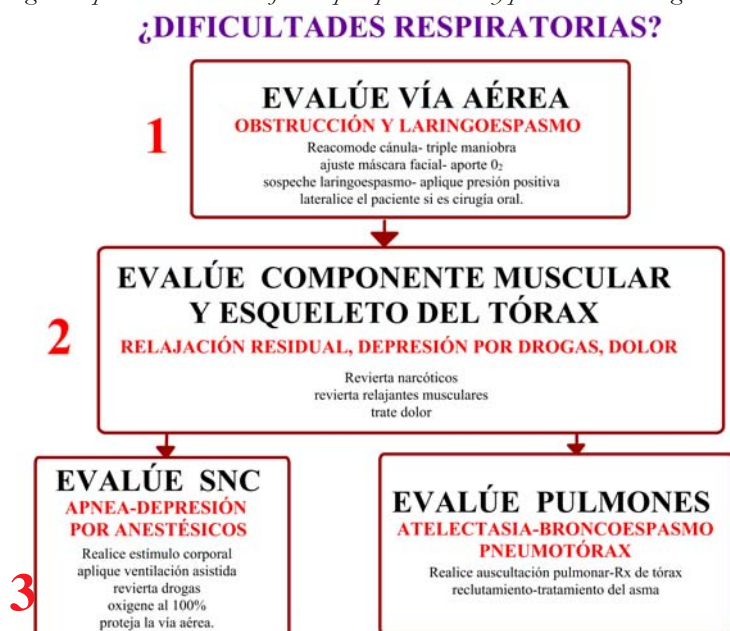 ¿DIFICULTADES RESPIRATORIAS?
1
EVALÚE VÍA AÉREA
OBSTRUCCIÓN Y LARINGOESPASMO
Reacomode cánula- triple maniobra
ajuste máscara facial- aporte 0₂
sospeche laringoespasmo- aplique presión positiva
lateralice el paciente si es cirugía oral.
2
EVALÚE COMPONENTE MUSCULAR
Y ESQUELETO DEL TÓRAX
RELAJACIÓN RESIDUAL, DEPRESIÓN POR DROGAS, DOLOR
Revierta narcóticos
revierta relajantes musculares
trate dolor
3
EVALÚE SNC
APNEA-DEPRESIÓN
POR ANESTÉSICOS
Realice estímulo corporal
aplique ventilación asistida
revierta drogas
oxigene al 100%
proteja la vía aérea.
EVALÚE PULMONES
ATELECTASIA-BRONCOESPASMO
PNEUMOTÓRAX
Realice auscultación pulmonar-Rx de tórax
reclutamiento-tratamiento del asma